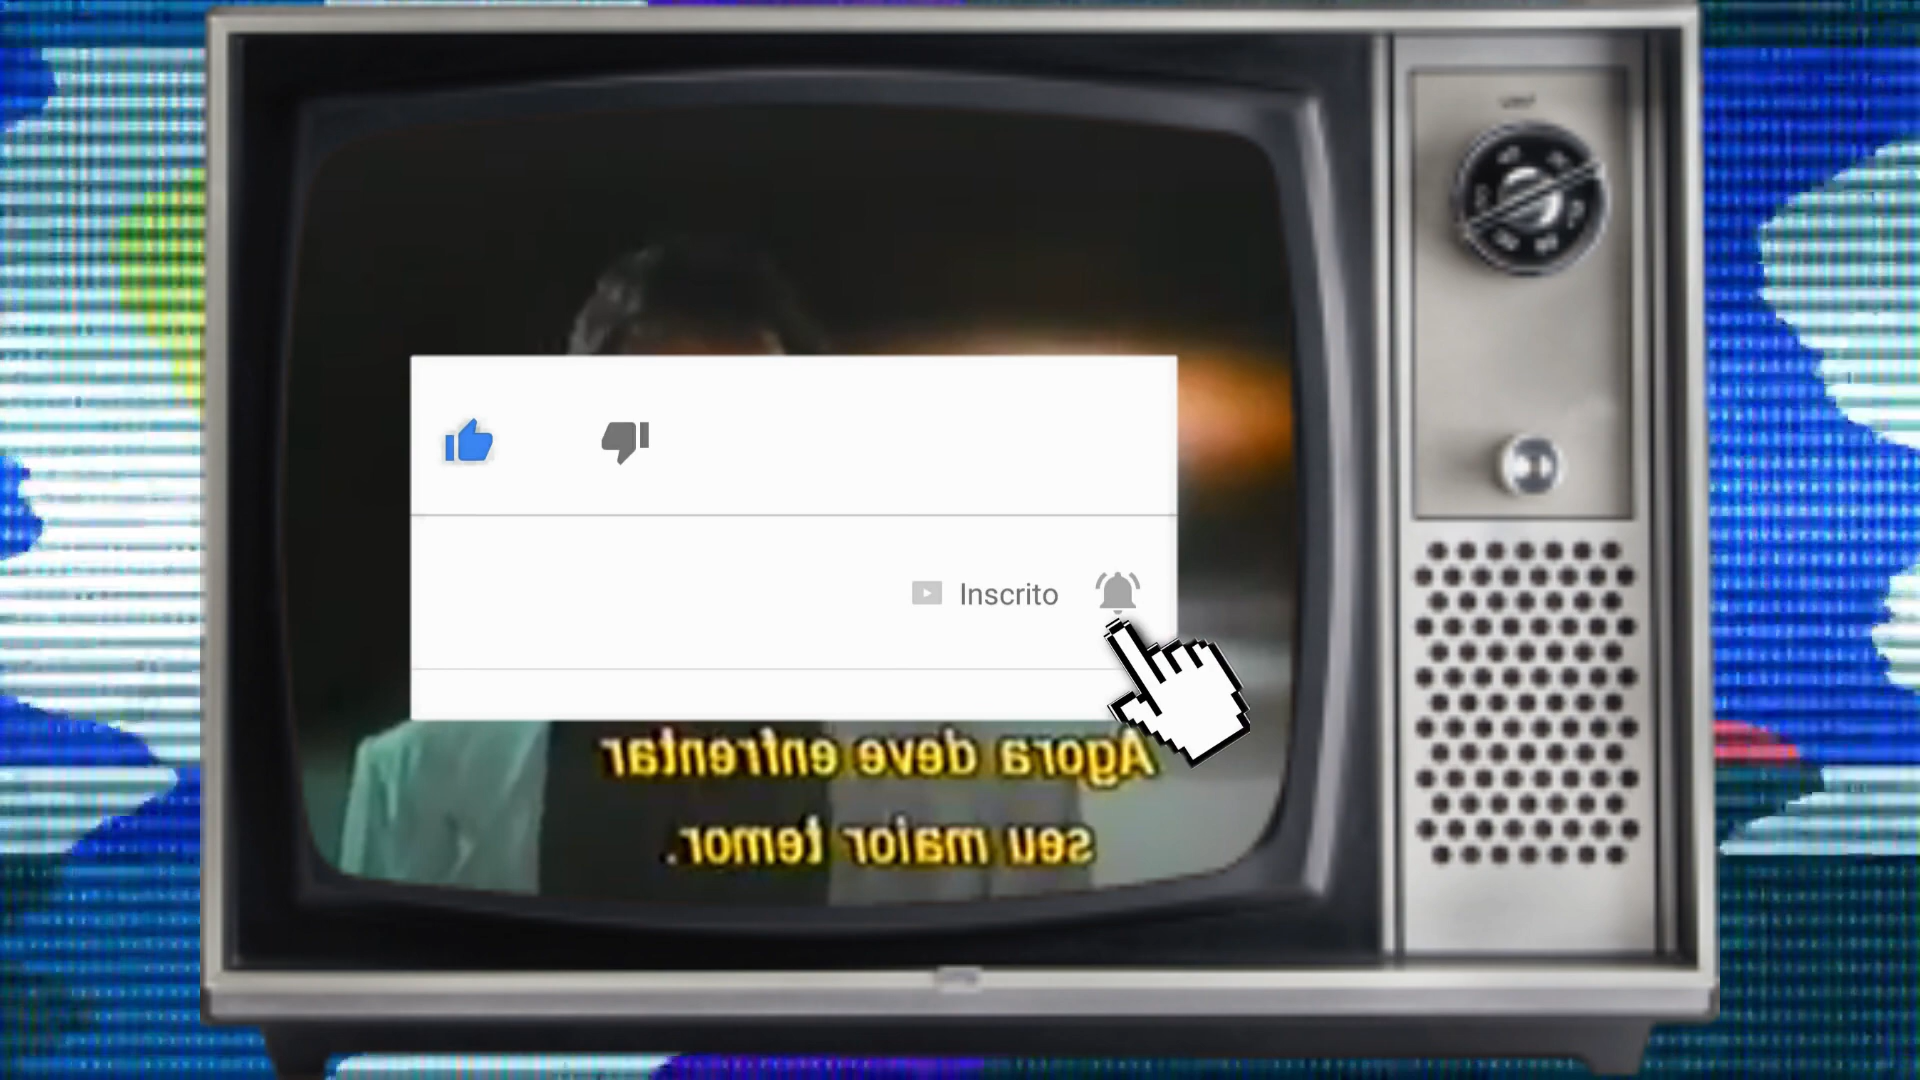 Inscrito
Agora deve enfrentar
seu maior temor.